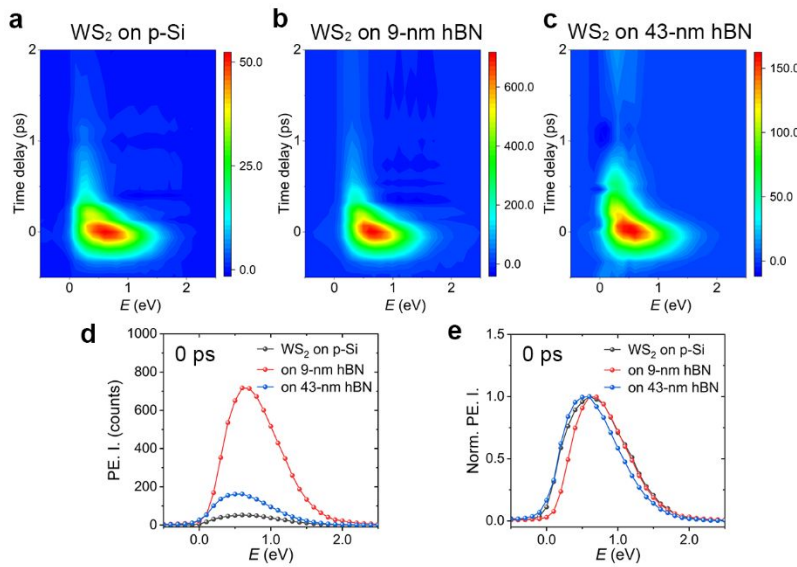 a WS₂ on p-Si
b WS₂ on 9-nm hBN
c WS₂ on 43-nm hBN
Time delay (ps)
2
1
0
0 1 2
E (eV)
50.0
25.0
0.0
2
1
0
0 1 2
E (eV)
600.0
400.0
200.0
0.0
2
1
0
0 1 2
E (eV)
150.0
100.0
50.0
0.0
d
0 ps
WS₂ on p-Si
on 9-nm hBN
on 43-nm hBN
PE. I. (counts)
1000
800
600
400
200
0
0.0 1.0 2.0
E (eV)
e
0 ps
WS₂ on p-Si
on 9-nm hBN
on 43-nm hBN
Norm. PE. I.
1.5
1.0
0.5
0.0
0.0 1.0 2.0
E (eV)